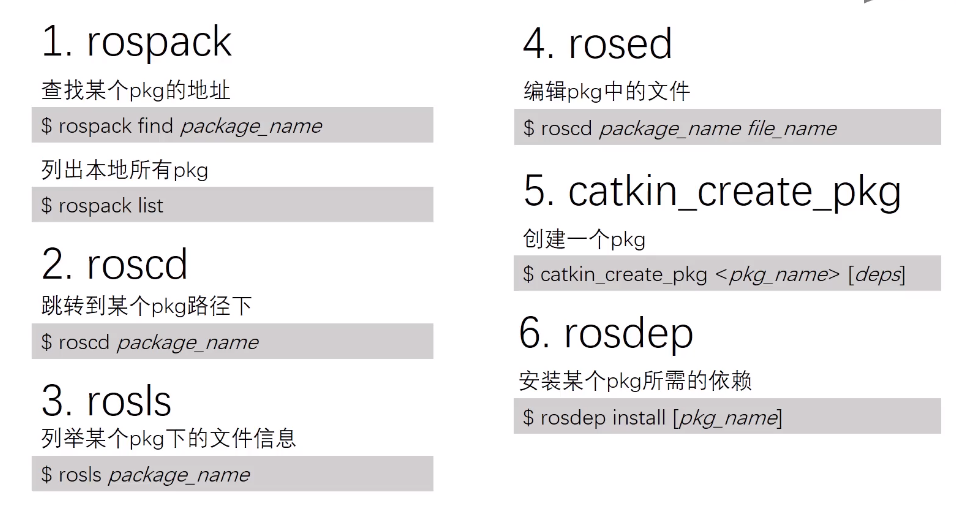 1. rospack
查找某个pkg的地址
$ rospack find package_name
列出本地所有pkg
$ rospack list
2. roscd
跳转到某个pkg路径下
$ roscd package_name
3. rosls
列举某个pkg下的文件信息
$ rosls package_name
4. rosed
编辑pkg中的文件
$ roscd package_name file_name
5. catkin_create_pkg
创建一个pkg
$ catkin_create_pkg <pkg_name> [deps]
6. rosdep
安装某个pkg所需的依赖
$ rosdep install [pkg_name]